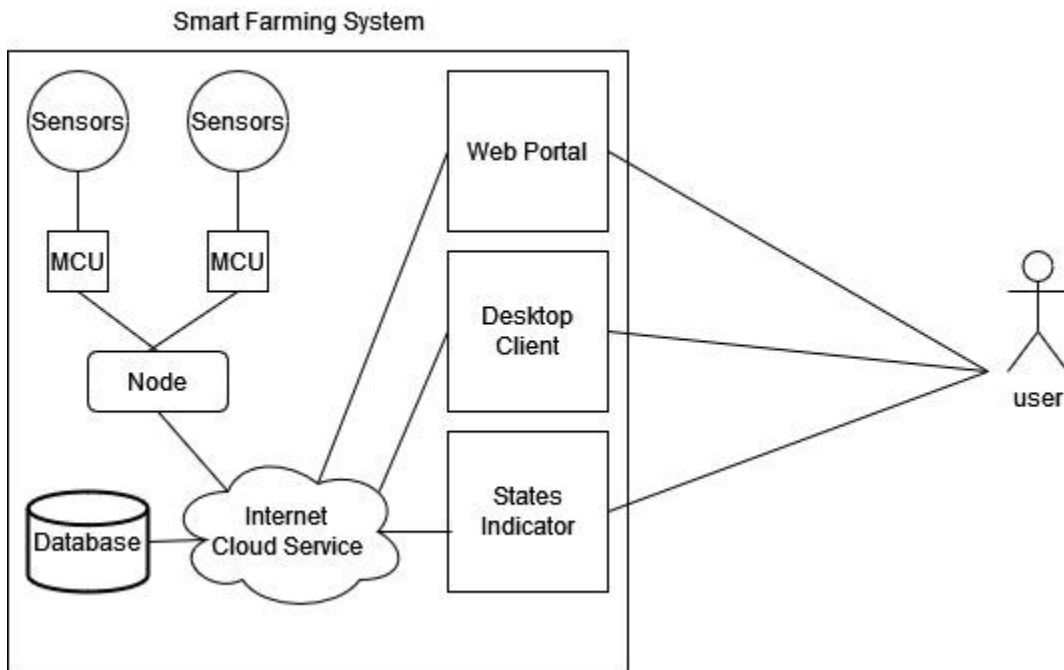 Smart Farming System
Sensors
Sensors
MCU
MCU
Node
Database
Internet
Cloud Service
Web Portal
Desktop
Client
States
Indicator
user